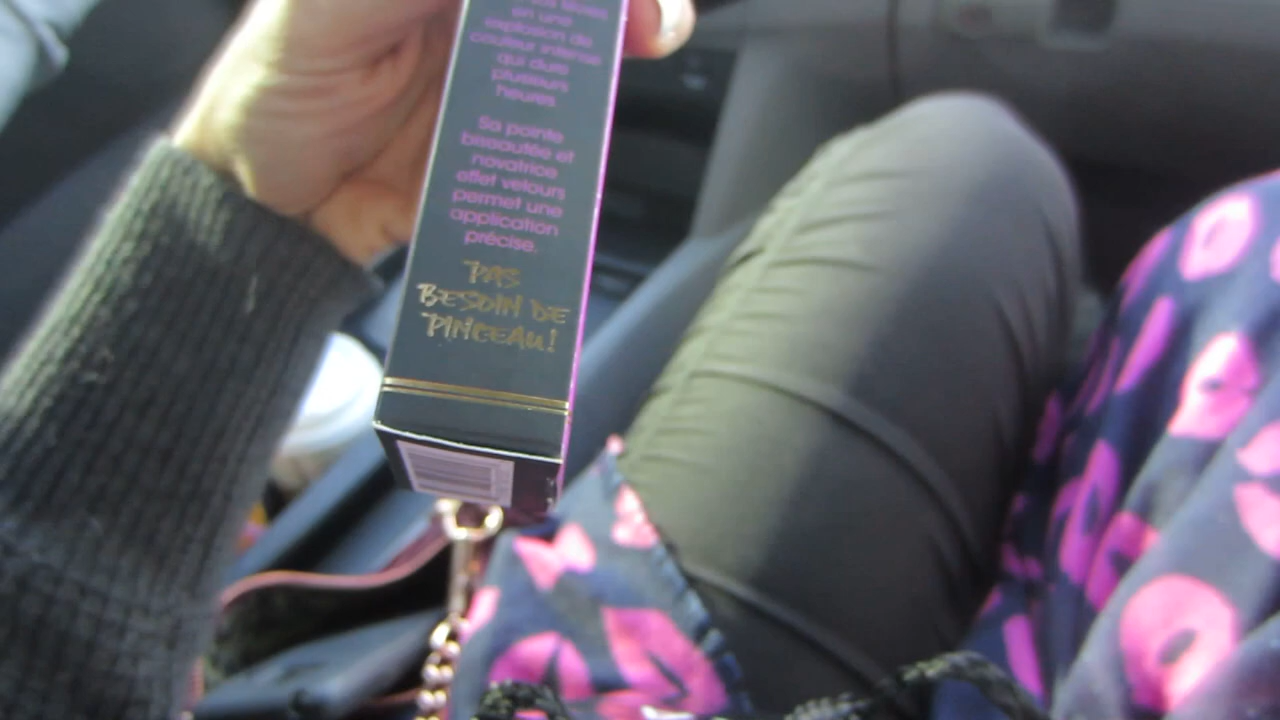 en une
explosion de
couleur intense
qui dure
plusieurs
heures
Sa pointe
biseautée et
novatrice
effet velours
permet une
application
précise.
PAS
BESOIN DE
PINCEAU!